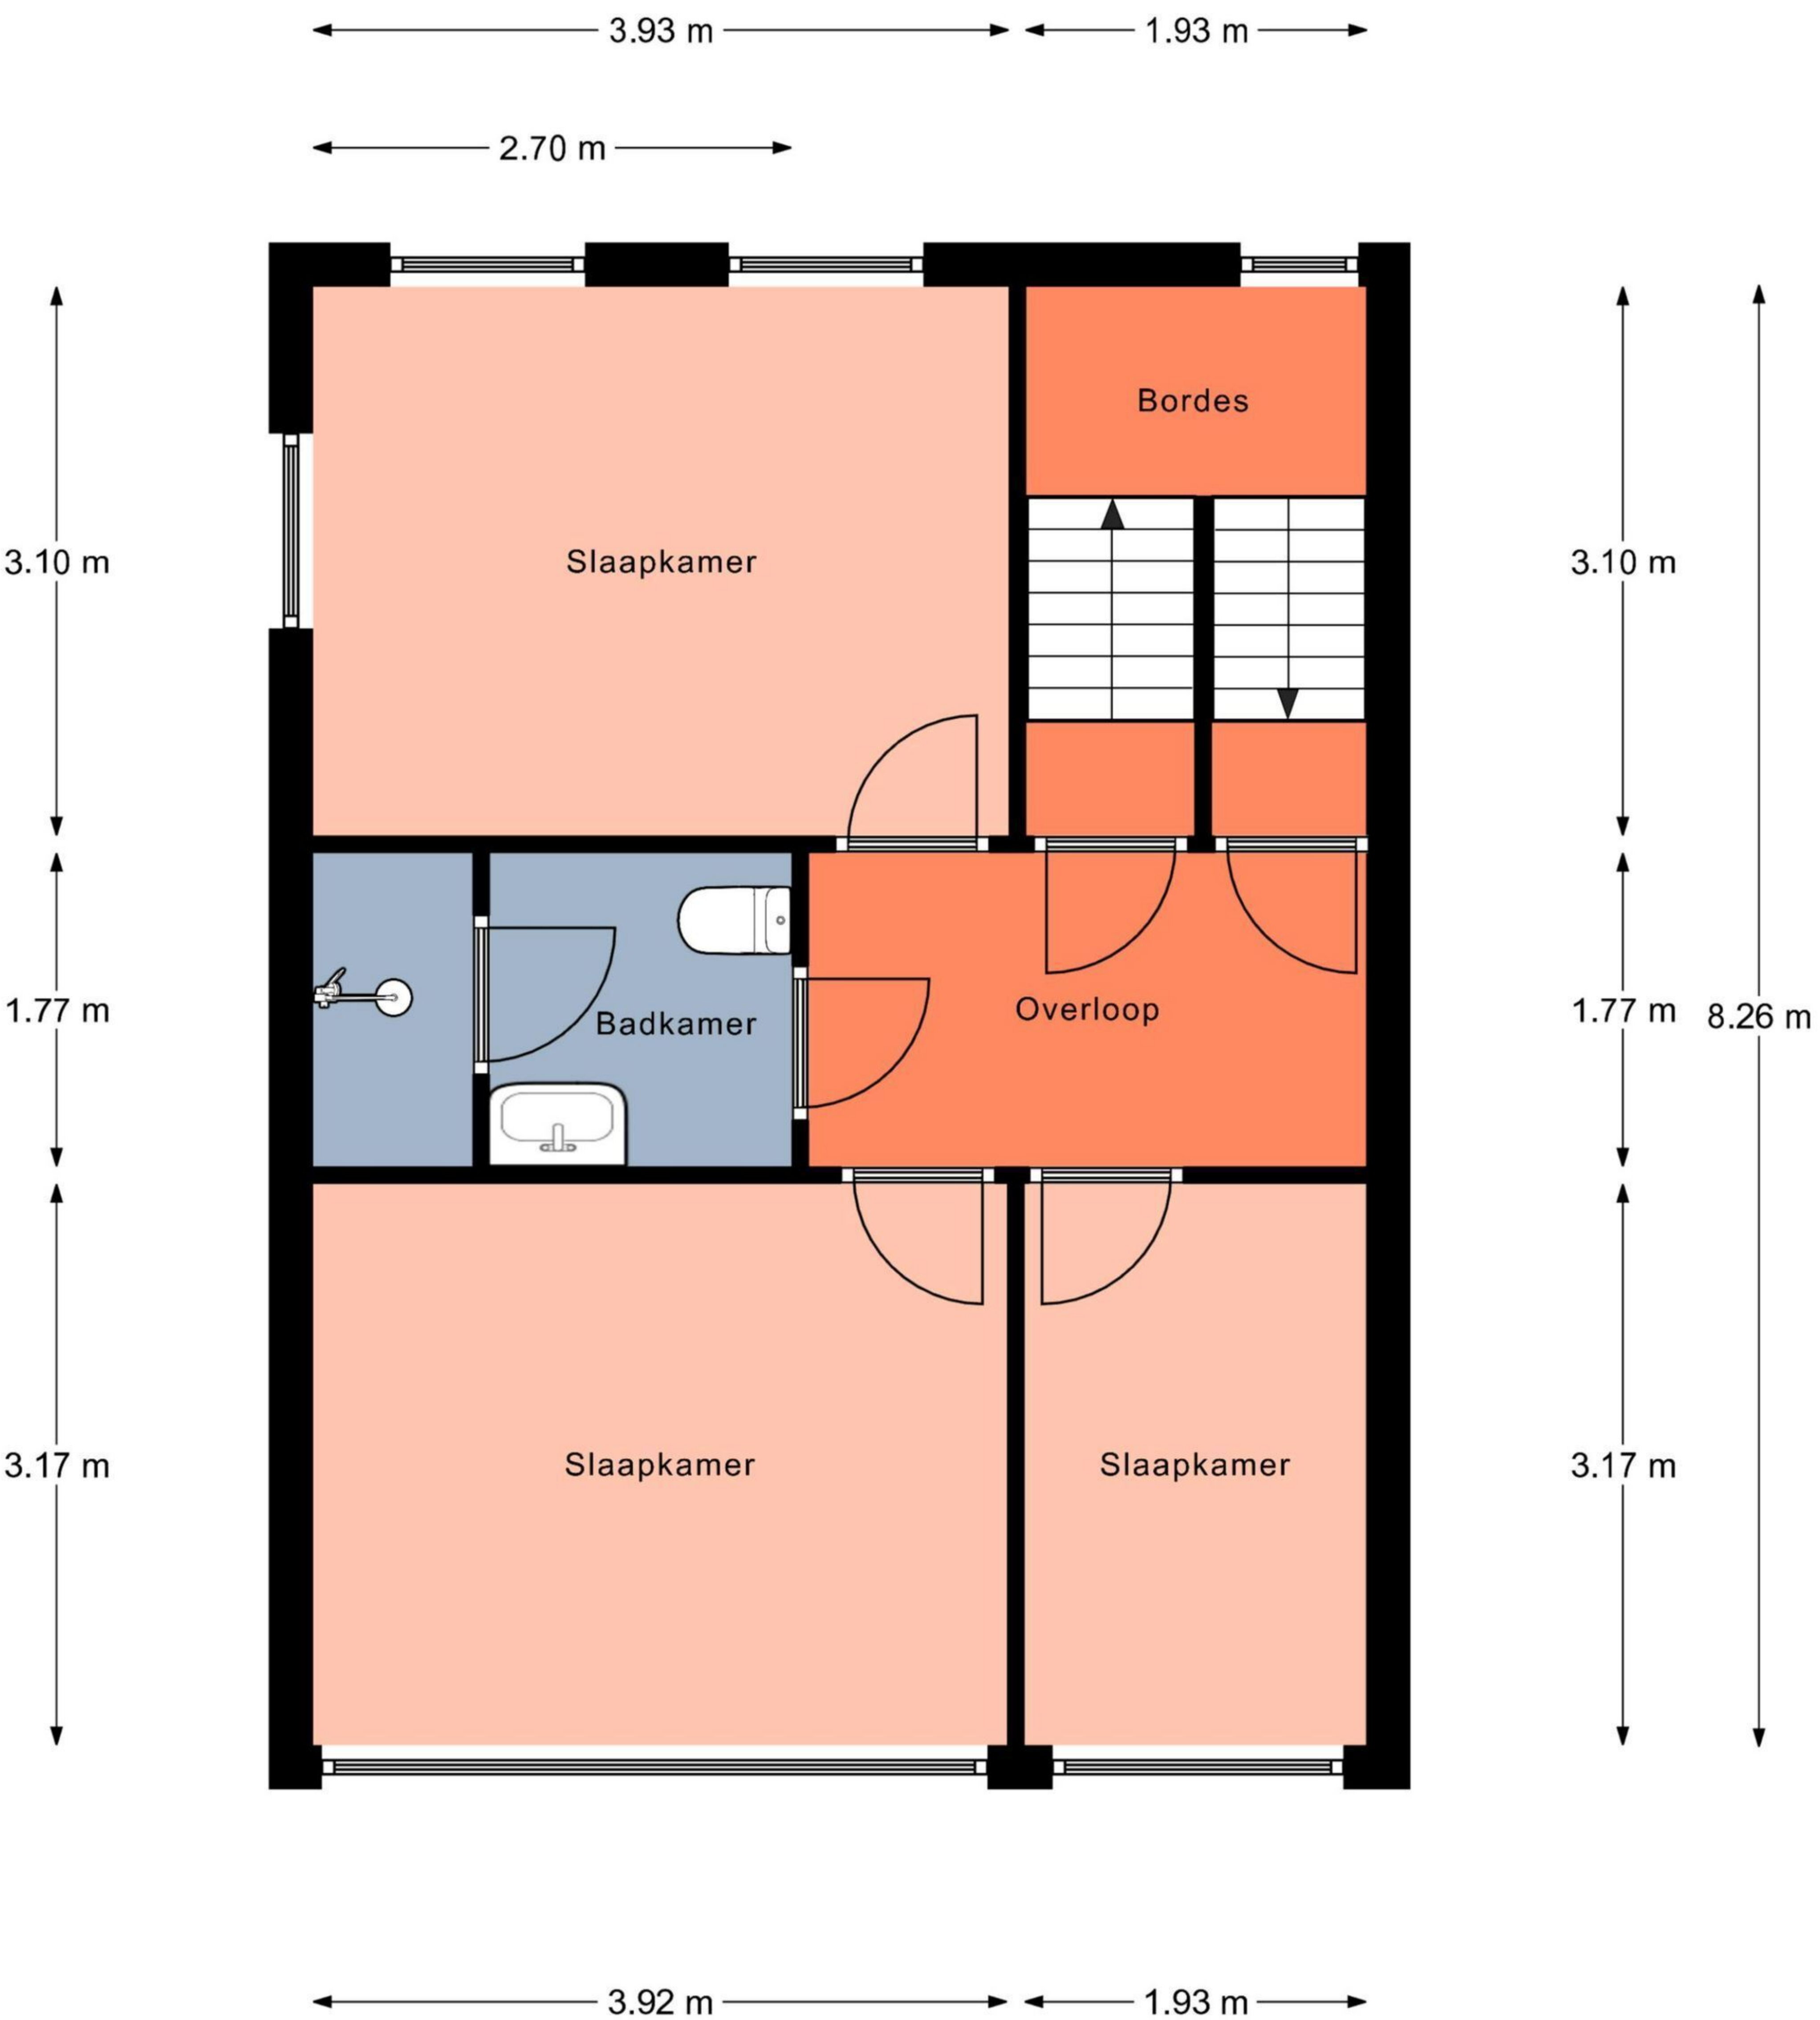 3.93 m
1.93 m
2.70 m
Bordes
Slaapkamer
3.10 m
3.10 m
Badkamer
Overloop
1.77 m
1.77 m
8.26 m
Slaapkamer
Slaapkamer
3.17 m
3.17 m
3.92 m
1.93 m